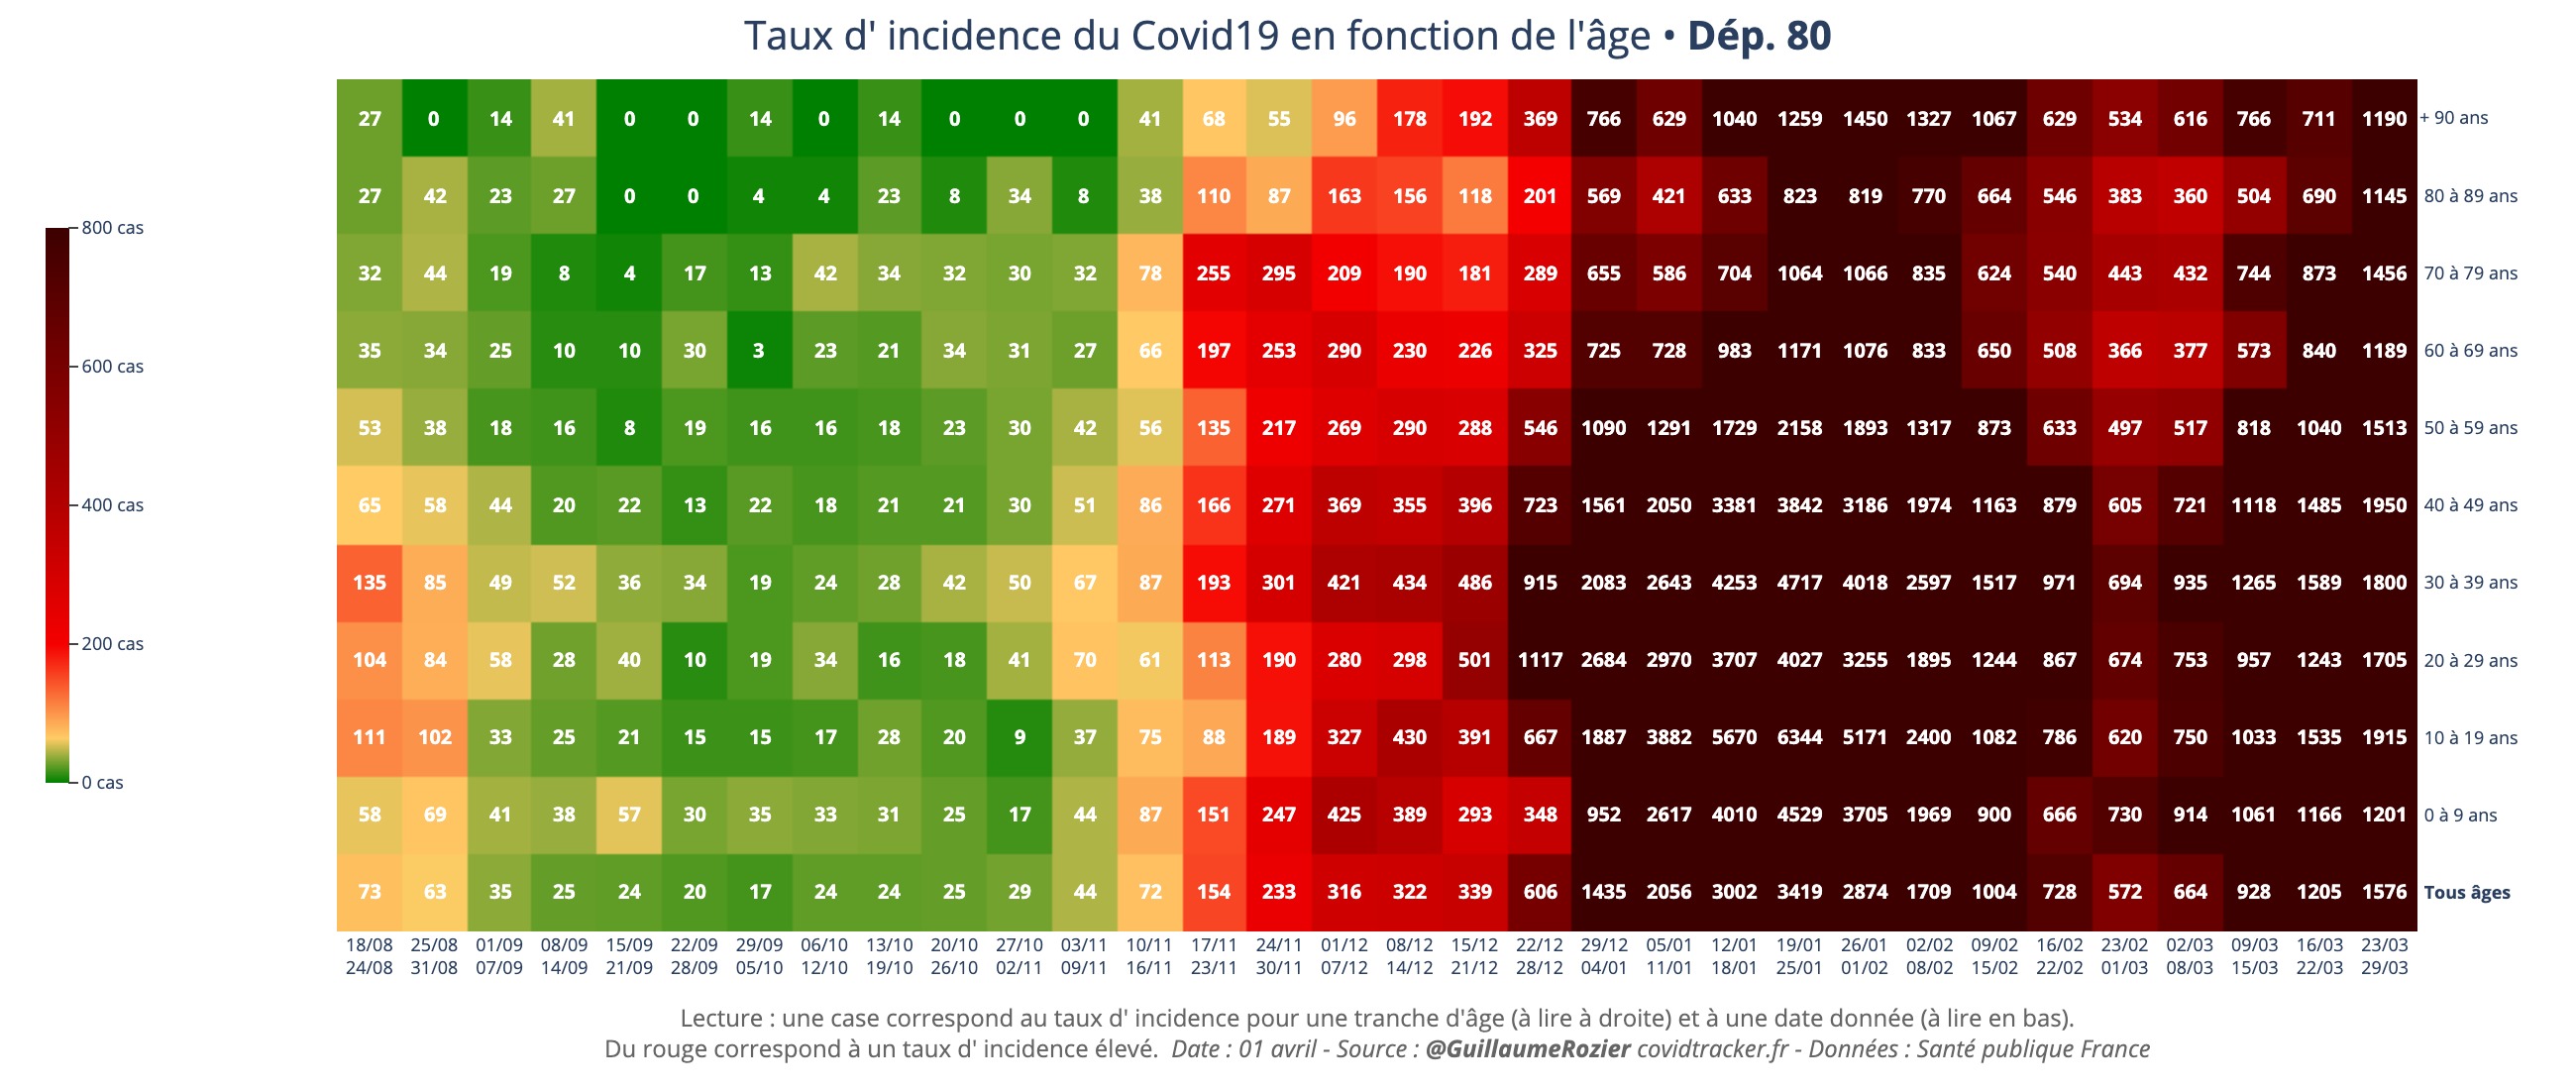 Taux d' incidence du Covid19 en fonction de l'âge • Dép. 80
27 0 14 41 0 0 14 0 14 0 0 0 41 68 55 96 178 192 369 766 629 1040 1259 1450 1327 1067 629 534 616 766 711 1190 + 90 ans
27 42 23 27 0 0 4 4 23 8 34 8 38 110 87 163 156 118 201 569 421 633 823 819 770 664 546 383 360 504 690 1145 80 à 89 ans
800 cas
32 44 19 8 4 17 13 42 34 32 30 32 78 255 295 209 190 181 289 655 586 704 1064 1066 835 624 540 443 432 744 873 1456 70 à 79 ans
35 34 25 10 10 30 3 23 21 34 31 27 66 197 253 290 230 226 325 725 728 983 1171 1076 833 650 508 366 377 573 840 1189 60 à 69 ans
600 cas
53 38 18 16 8 19 16 16 18 23 30 42 56 135 217 269 290 288 546 1090 1291 1729 2158 1893 1317 873 633 497 517 818 1040 1513 50 à 59 ans
400 cas
65 58 44 20 22 13 22 18 21 21 30 51 86 166 271 369 355 396 723 1561 2050 3381 3842 3186 1974 1163 879 605 721 1118 1485 1950 40 à 49 ans
135 85 49 52 36 34 19 24 28 42 50 67 87 193 301 421 434 486 915 2083 2643 4253 4717 4018 2597 1517 971 694 935 1265 1589 1800 30 à 39 ans
200 cas
104 84 58 28 40 10 19 34 16 18 41 70 61 113 190 280 298 501 1117 2684 2970 3707 4027 3255 1895 1244 867 674 753 957 1243 1705 20 à 29 ans
111 102 33 25 21 15 15 17 28 20 9 37 75 88 189 327 430 391 667 1887 3882 5670 6344 5171 2400 1082 786 620 750 1033 1535 1915 10 à 19 ans
0 cas
58 69 41 38 57 30 35 33 31 25 17 44 87 151 247 425 389 293 348 952 2617 4010 4529 3705 1969 900 666 730 914 1061 1166 1201 0 à 9 ans
73 63 35 25 24 20 17 24 24 25 29 44 72 154 233 316 322 339 606 1435 2056 3002 3419 2874 1709 1004 728 572 664 928 1205 1576 Tous âges
18/08 25/08 01/09 08/09 15/09 22/09 29/09 06/10 13/10 20/10 27/10 03/11 10/11 17/11 24/11 01/12 08/12 15/12 22/12 29/12 05/01 12/01 19/01 26/01 02/02 09/02 16/02 23/02 02/03 09/03 16/03 23/03
24/08 31/08 07/09 14/09 21/09 28/09 05/10 12/10 19/10 26/10 02/11 09/11 16/11 23/11 30/11 07/12 14/12 21/12 28/12 04/01 11/01 18/01 25/01 01/02 08/02 15/02 22/02 01/03 08/03 15/03 22/03 29/03
Lecture : une case correspond au taux d' incidence pour une tranche d'âge (à lire à droite) et à une date donnée (à lire en bas).
Du rouge correspond à un taux d' incidence élevé. Date : 01 avril - Source : @GuillaumeRozier covidtracker.fr - Données : Santé publique France